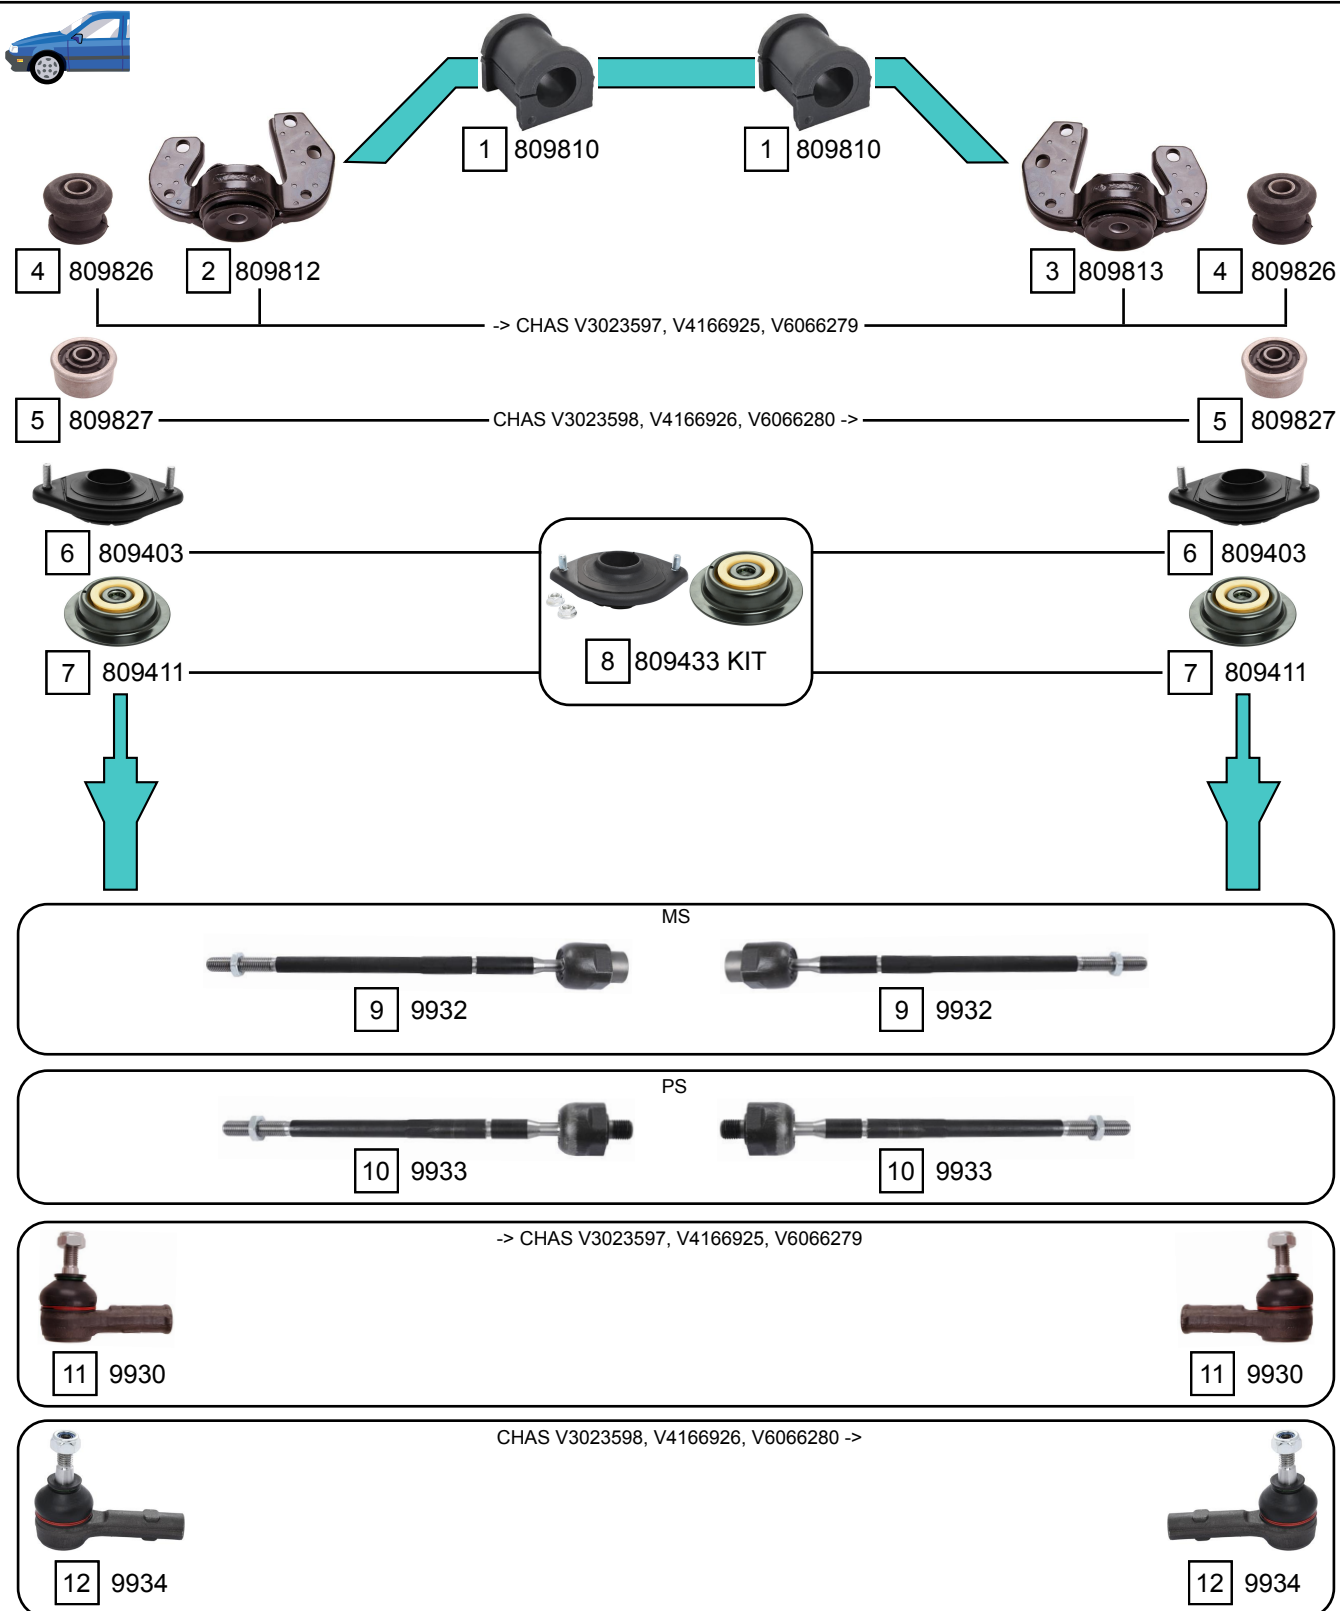 1 809810 1 809810
4 809826 2 809812 3 809813 4 809826
-> CHAS V3023597, V4166925, V6066279
5 809827 CHAS V3023598, V4166926, V6066280 -> 5 809827
6 809403 6 809403
8 809433 KIT
7 809411 7 809411
MS
9 9932 9 9932
PS
10 9933 10 9933
-> CHAS V3023597, V4166925, V6066279
11 9930 11 9930
CHAS V3023598, V4166926, V6066280 ->
12 9934 12 9934